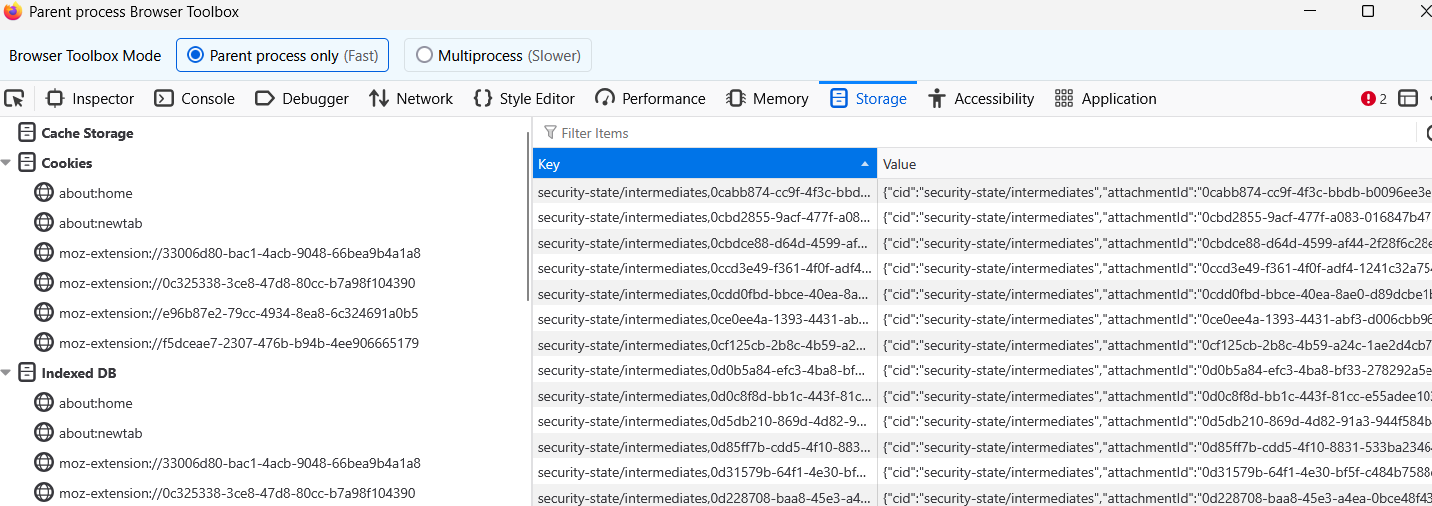 Parent process Browser Toolbox
Browser Toolbox Mode Parent process only (Fast) Multiprocess (Slower)
Inspector Console Debugger Network Style Editor Performance Memory Storage Accessibility Application 2
Cache Storage
Cookies
about:home
about:newtab
moz-extension://33006d80-bac1-4acb-9048-66bea9b4a1a8
moz-extension://0c325338-3ce8-47d8-80cc-b7a98f104390
moz-extension://e96b87e2-79cc-4934-8ea8-6c324691a0b5
moz-extension://f5dceae7-2307-476b-b94b-4ee906665179
Indexed DB
about:home
about:newtab
moz-extension://33006d80-bac1-4acb-9048-66bea9b4a1a8
moz-extension://0c325338-3ce8-47d8-80cc-b7a98f104390
Filter Items
Key Value
security-state/intermediates,0cabb874-cc9f-4f3c-bbd... {"cid":"security-state/intermediates","attachmentId":"0cabb874-cc9f-4f3c-bbdb-b0096ee3e
security-state/intermediates,0cbd2855-9acf-477f-a08... {"cid":"security-state/intermediates","attachmentId":"0cbd2855-9acf-477f-a083-016847b47
security-state/intermediates,0cbdce88-d64d-4599-af... {"cid":"security-state/intermediates","attachmentId":"0cbdce88-d64d-4599-af44-2f28f6c28e
security-state/intermediates,0ccd3e49-f361-4f0f-adf4... {"cid":"security-state/intermediates","attachmentId":"0ccd3e49-f361-4f0f-adf4-1241c32a754
security-state/intermediates,0cdd0fbd-bbce-40ea-8a... {"cid":"security-state/intermediates","attachmentId":"0cdd0fbd-bbce-40ea-8ae0-d89dcbe1b
security-state/intermediates,0ce0ee4a-1393-4431-ab... {"cid":"security-state/intermediates","attachmentId":"0ce0ee4a-1393-4431-abf3-d006cbb96
security-state/intermediates,0cf125cb-2b8c-4b59-a2... {"cid":"security-state/intermediates","attachmentId":"0cf125cb-2b8c-4b59-a24c-1ae2d4cb7
security-state/intermediates,0d0b5a84-efc3-4ba8-bf... {"cid":"security-state/intermediates","attachmentId":"0d0b5a84-efc3-4ba8-bf33-278292a5e
security-state/intermediates,0d0c8f8d-bb1c-443f-81c... {"cid":"security-state/intermediates","attachmentId":"0d0c8f8d-bb1c-443f-81cc-e55adee10
security-state/intermediates,0d5db210-869d-4d82-9... {"cid":"security-state/intermediates","attachmentId":"0d5db210-869d-4d82-91a3-944f584b
security-state/intermediates,0d85ff7b-cdd5-4f10-883... {"cid":"security-state/intermediates","attachmentId":"0d85ff7b-cdd5-4f10-8831-533ba2346
security-state/intermediates,0d31579b-64f1-4e30-bf... {"cid":"security-state/intermediates","attachmentId":"0d31579b-64f1-4e30-bf5f-c484b7588
security-state/intermediates,0d228708-baa8-45e3-a4... {"cid":"security-state/intermediates","attachmentId":"0d228708-baa8-45e3-a4ea-0bce48f43